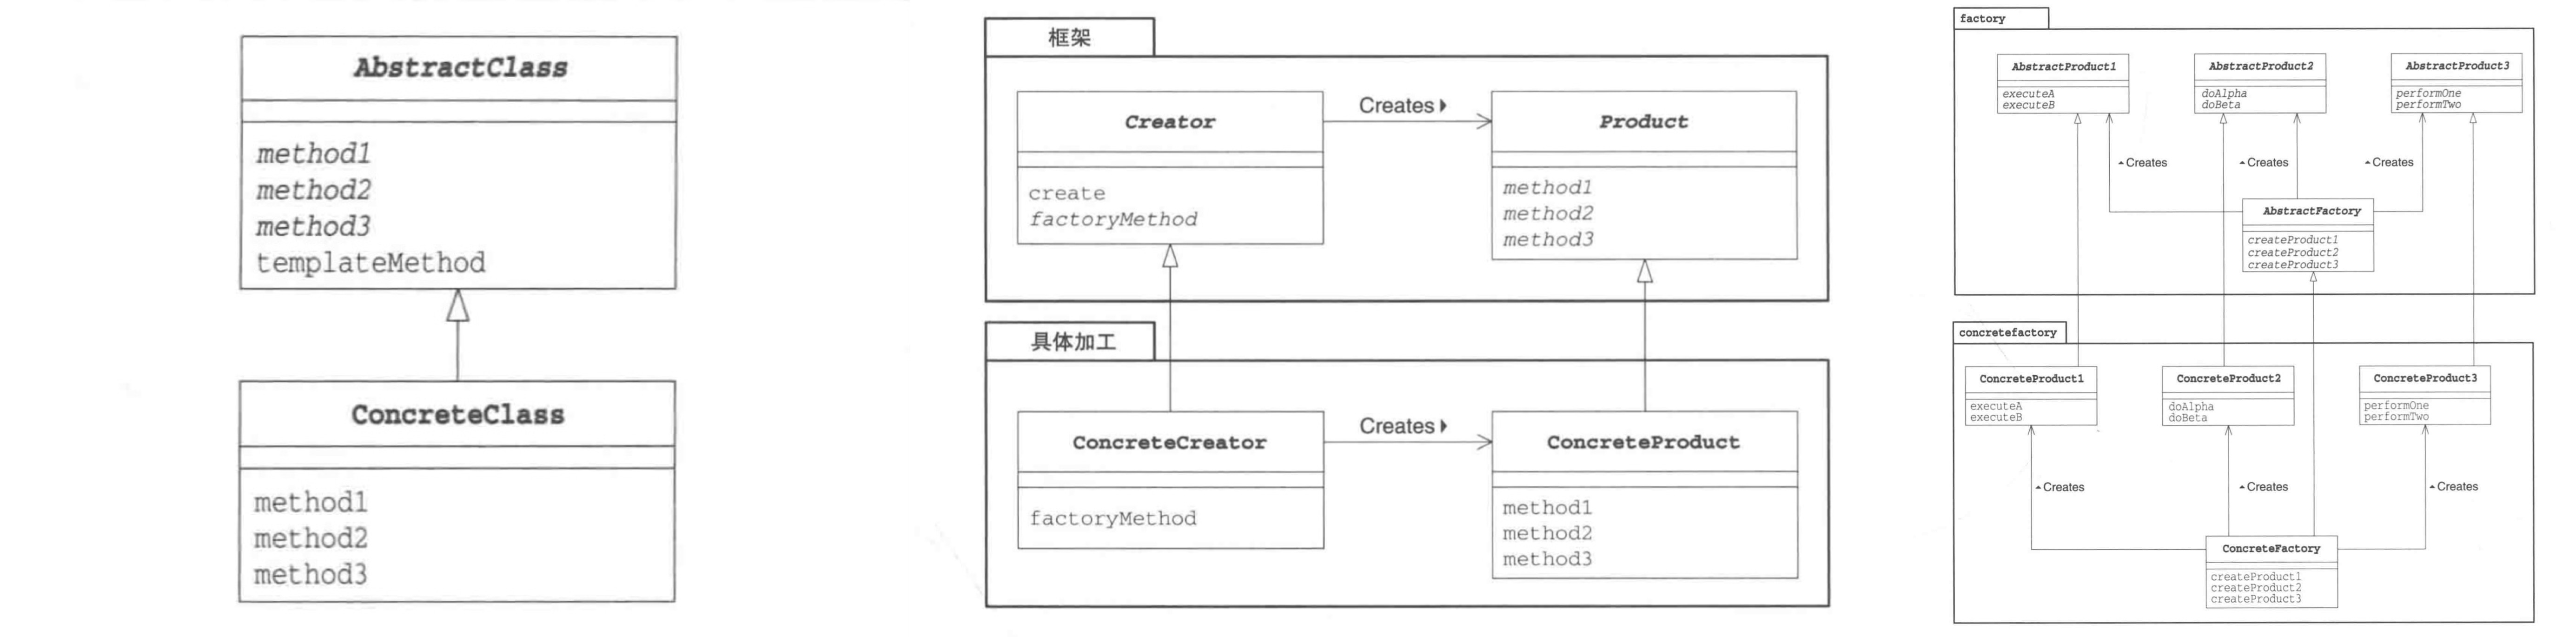 AbstractClass
method1
method2
method3
templateMethod
ConcreteClass
method1
method2
method3
框架
Creator
create
factoryMethod
Creates
Product
method1
method2
method3
具体加工
ConcreteCreator
factoryMethod
Creates
ConcreteProduct
method1
method2
method3
factory
AbstractProduct1
executeA
executeB
AbstractProduct2
doAlpha
doBeta
AbstractProduct3
performOne
performTwo
Creates
Creates
Creates
AbstractFactory
createProduct1
createProduct2
createProduct3
concretefactory
ConcreteProduct1
executeA
executeB
ConcreteProduct2
doAlpha
doBeta
ConcreteProduct3
performOne
performTwo
Creates
Creates
Creates
ConcreteFactory
createProduct1
createProduct2
createProduct3